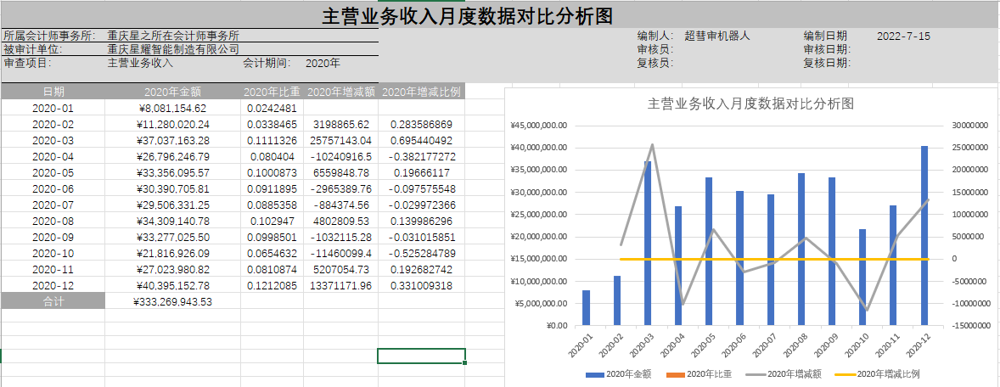 主营业务收入月度数据对比分析图
所属会计师事务所： 重庆星之所在会计师事务所 编制人： 超彗审机器人 编制日期 2022-7-15
被审计单位： 重庆星耀智能制造有限公司 审核员： 审核日期：
审查项目： 主营业务收入 会计期间： 2020年 复核员： 复核日期：
日期 2020年金额 2020年比重 2020年增减额 2020年增减比例
2020-01 ¥8,081,154.62 0.0242481
2020-02 ¥11,280,020.24 0.0338465 3198865.62 0.283586869
2020-03 ¥37,037,163.28 0.1111326 25757143.04 0.695440492
2020-04 ¥26,796,246.79 0.080404 -10240916.5 -0.382177272
2020-05 ¥33,356,095.57 0.1000873 6559848.78 0.19666117
2020-06 ¥30,390,705.81 0.0911895 -2965389.76 -0.097575548
2020-07 ¥29,506,331.25 0.0885358 -884374.56 -0.029972366
2020-08 ¥34,309,140.78 0.102947 4802809.53 0.139986296
2020-09 ¥33,277,025.50 0.0998501 -1032115.28 -0.031015851
2020-10 ¥21,816,926.09 0.0654632 -11460099.4 -0.525284789
2020-11 ¥27,023,980.82 0.0810874 5207054.73 0.192682742
2020-12 ¥40,395,152.78 0.1212085 13371171.96 0.331009318
合计 ¥333,269,943.53
主营业务收入月度数据对比分析图
¥45,000,000.00 30000000
¥40,000,000.00 25000000
¥35,000,000.00 20000000
¥30,000,000.00 15000000
¥25,000,000.00 10000000
¥20,000,000.00 5000000
¥15,000,000.00 0
¥10,000,000.00 -5000000
¥5,000,000.00 -10000000
¥0.00 -15000000
2020-01 2020-02 2020-03 2020-04 2020-05 2020-06 2020-07 2020-08 2020-09 2020-10 2020-11 2020-12
2020年金额 2020年比重 2020年增减额 2020年增减比例